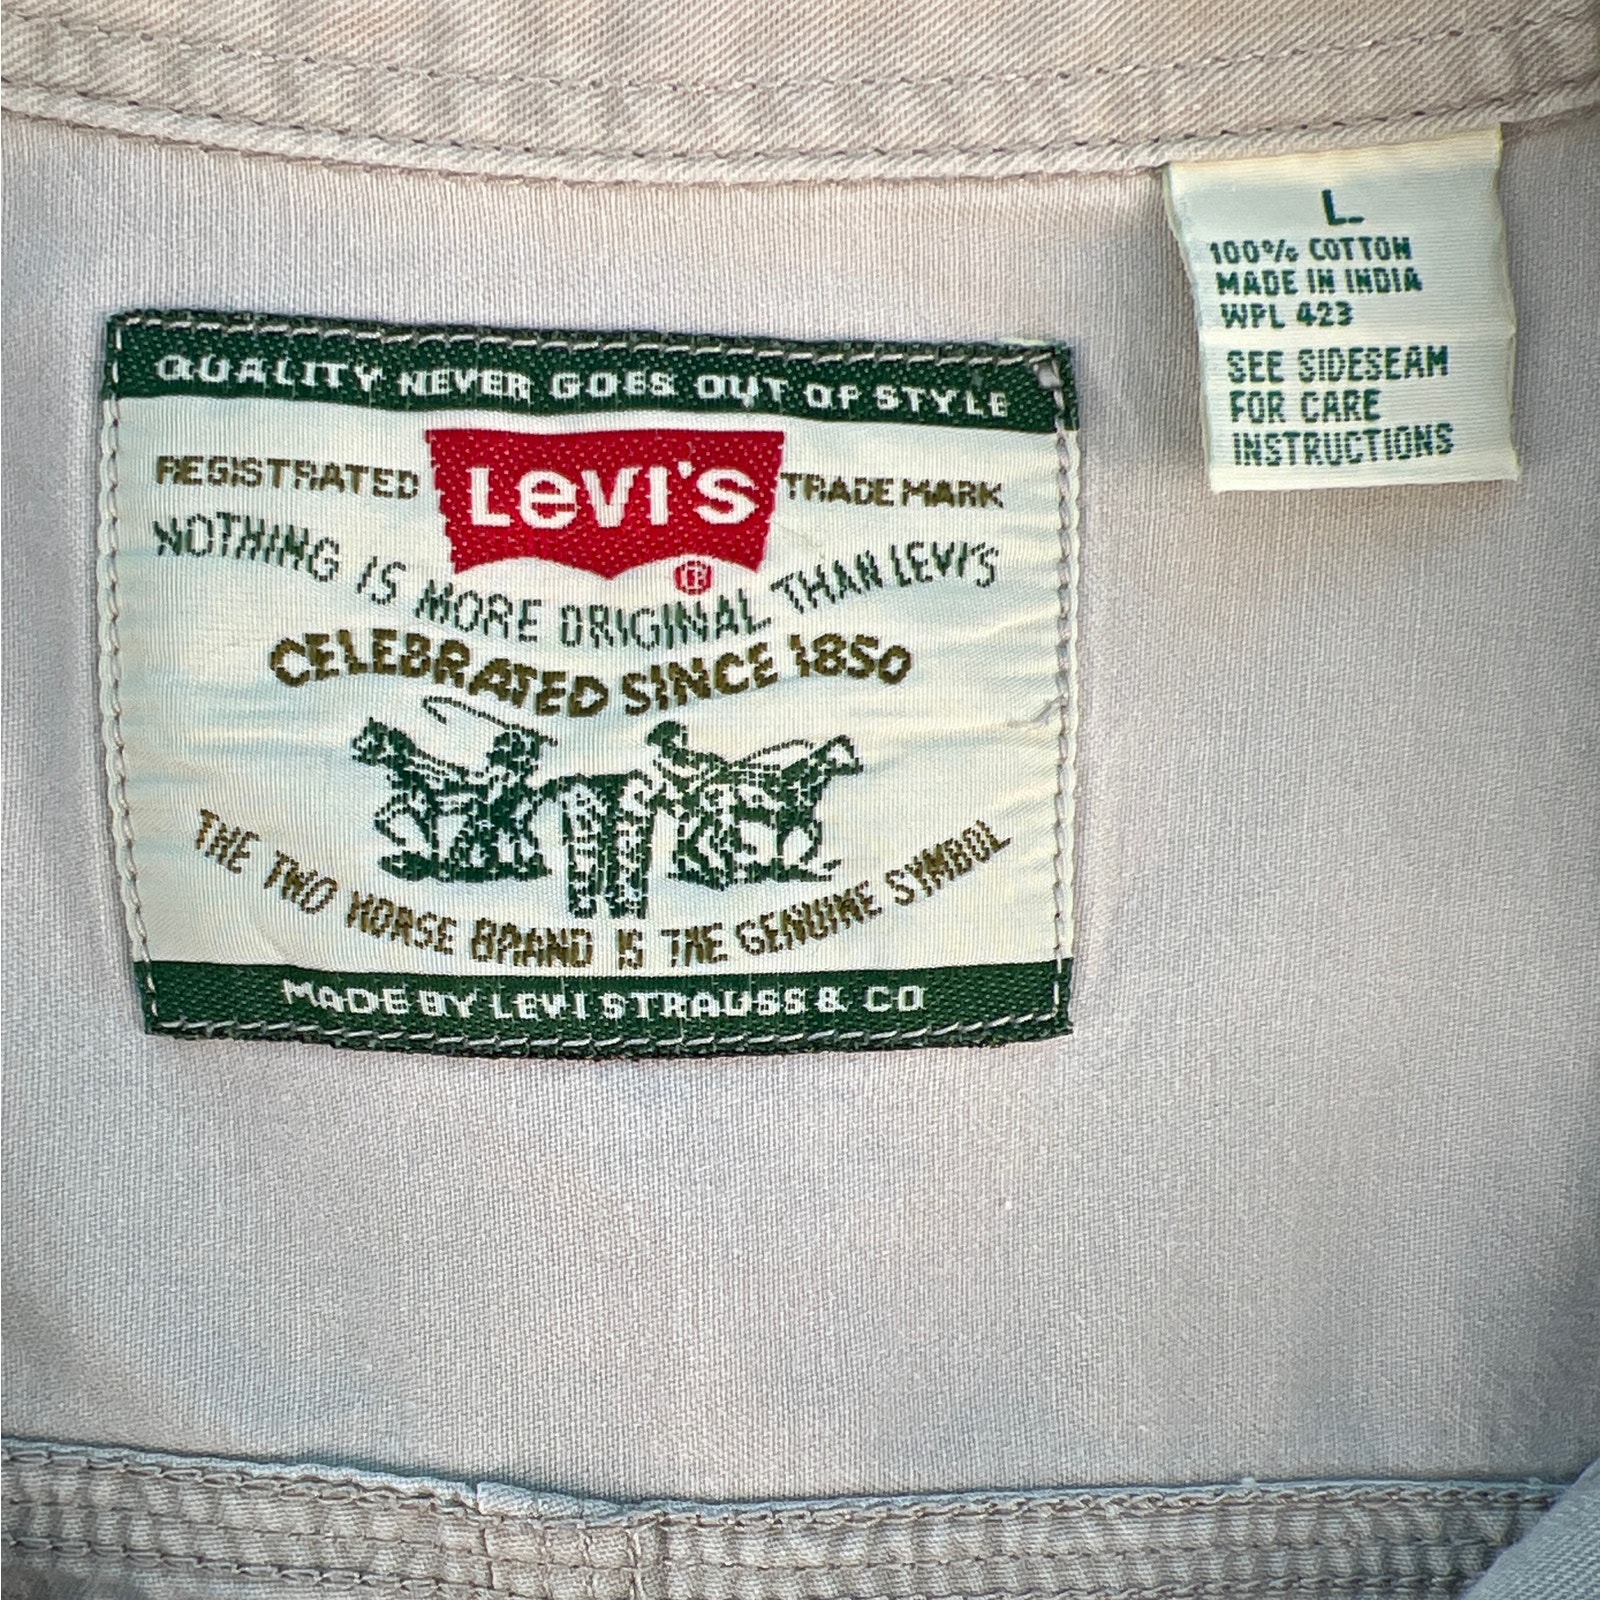 QUALITY NEVER GOES OUT OF STYLE
REGISTRATED LEVI'S TRADE MARK
®
NOTHING IS MORE ORIGINAL THAN LEVI'S
CELEBRATED SINCE 1850
THE TWO HORSE BRAND IS THE GENUINE SYMBOL
MADE BY LEVI STRAUSS & CO
L
100% COTTON
MADE IN INDIA
WPL 423
SEE SIDESEAM
FOR CARE
INSTRUCTIONS